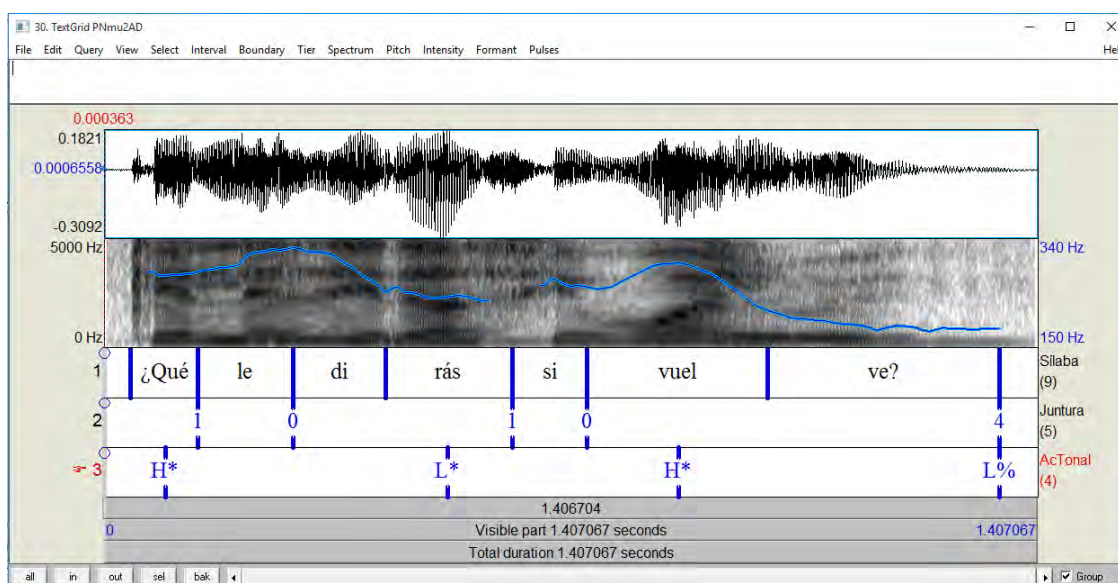 30. TextGrid PNmu2AD
File Edit Query View Select Interval Boundary Tier Spectrum Pitch Intensity Formant Pulses Hel
0.000363
0.1821
0.0006558
-0.3092
5000 Hz 340 Hz
0 Hz 150 Hz
1 ¿Qué le di rás si vuel ve? Sílaba (9)
2 1 0 1 0 4 Juntura (5)
3 H* L* H* L% AcTonal (4)
1.406704
0 Visible part 1.407067 seconds 1.407067
Total duration 1.407067 seconds
all in out sel bak Group